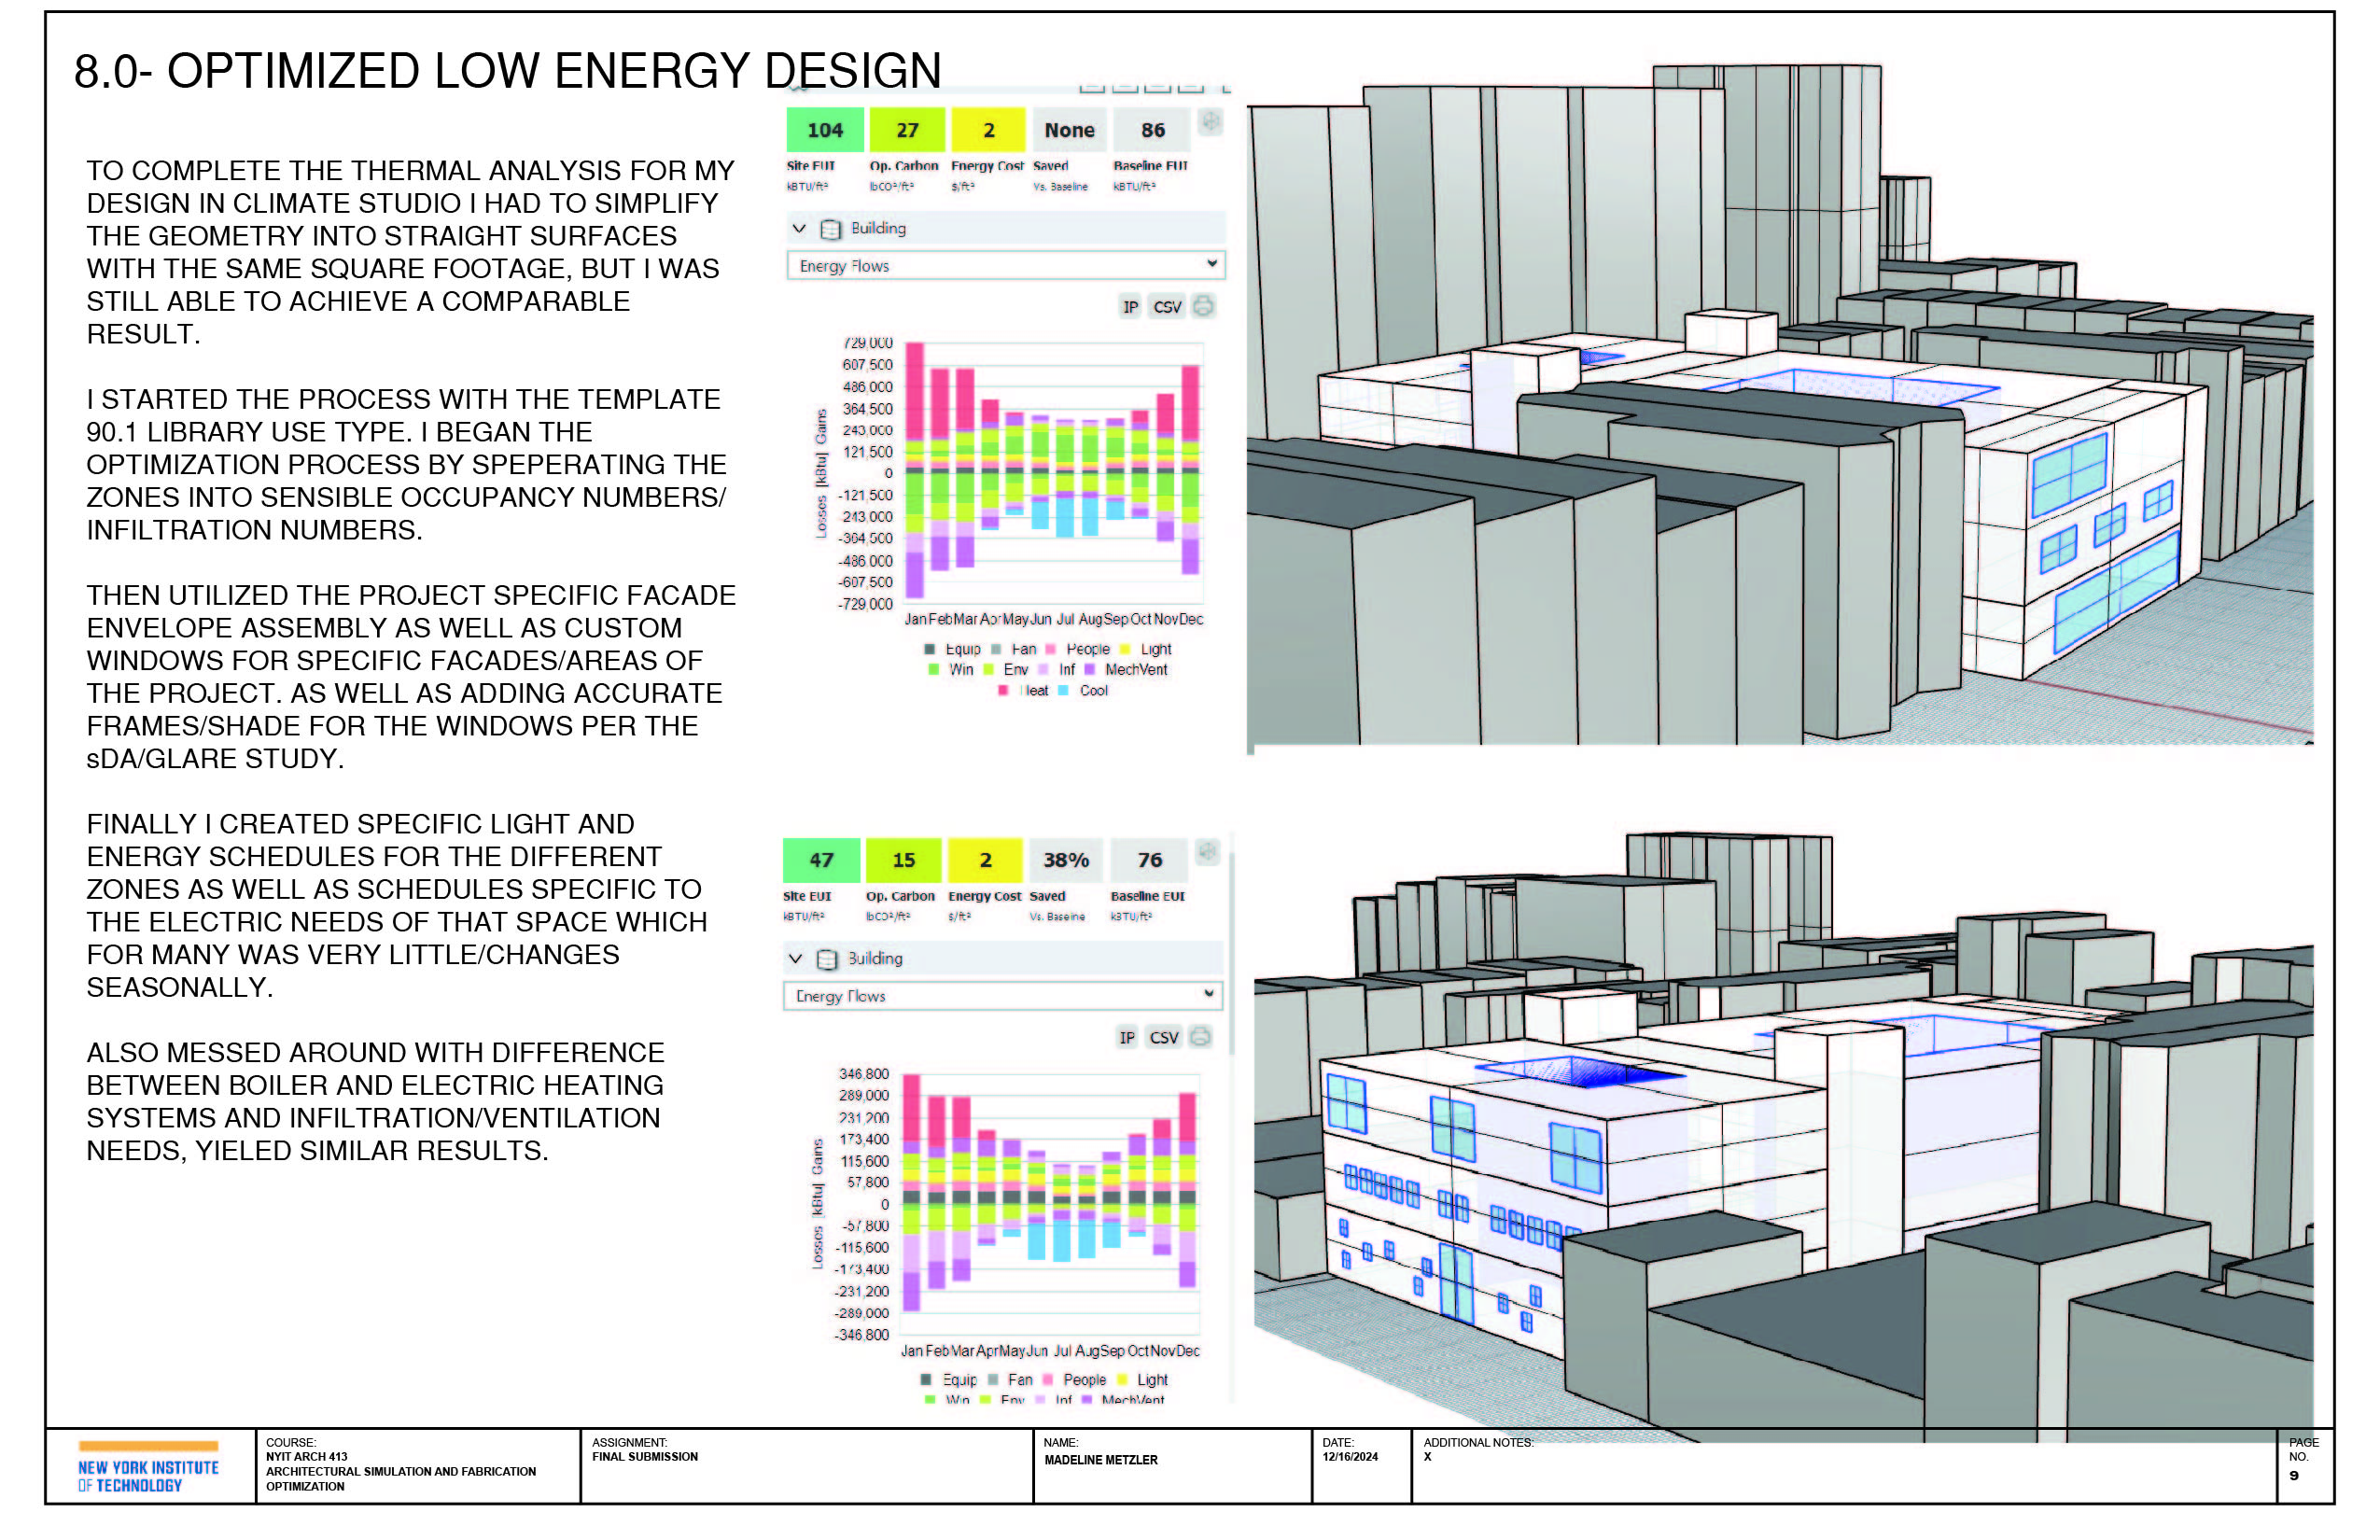 8.0- OPTIMIZED LOW ENERGY DESIGN
TO COMPLETE THE THERMAL ANALYSIS FOR MY
DESIGN IN CLIMATE STUDIO I HAD TO SIMPLIFY
THE GEOMETRY INTO STRAIGHT SURFACES
WITH THE SAME SQUARE FOOTAGE, BUT I WAS
STILL ABLE TO ACHIEVE A COMPARABLE
RESULT.
I STARTED THE PROCESS WITH THE TEMPLATE
90.1 LIBRARY USE TYPE. I BEGAN THE
OPTIMIZATION PROCESS BY SPEPERATING THE
ZONES INTO SENSIBLE OCCUPANCY NUMBERS/
INFILTRATION NUMBERS.
THEN UTILIZED THE PROJECT SPECIFIC FACADE
ENVELOPE ASSEMBLY AS WELL AS CUSTOM
WINDOWS FOR SPECIFIC FACADES/AREAS OF
THE PROJECT. AS WELL AS ADDING ACCURATE
FRAMES/SHADE FOR THE WINDOWS PER THE
sDA/GLARE STUDY.
FINALLY I CREATED SPECIFIC LIGHT AND
ENERGY SCHEDULES FOR THE DIFFERENT
ZONES AS WELL AS SCHEDULES SPECIFIC TO
THE ELECTRIC NEEDS OF THAT SPACE WHICH
FOR MANY WAS VERY LITTLE/CHANGES
SEASONALLY.
ALSO MESSED AROUND WITH DIFFERENCE
BETWEEN BOILER AND ELECTRIC HEATING
SYSTEMS AND INFILTRATION/VENTILATION
NEEDS, YIELED SIMILAR RESULTS.
104 27 2 None 86
Site EUI Op. Carbon Energy Cost Saved Baseline EUI
kBTU/ft² lbCO²/ft² $/ft² Vs. Baseline kBTU/ft²
Building
Energy Flows
IP CSV
729,000
607,500
486,000
364,500
243,000
121,500
0
-121,500
-243,000
-364,500
-486,000
-607,500
-729,000
Losses [kBtu] Gains
Jan Feb Mar Apr May Jun Jul Aug Sep Oct Nov Dec
Equip Fan People Light
Win Env Inf MechVent
Heat Cool
47 15 2 38% 76
Site EUI Op. Carbon Energy Cost Saved Baseline EUI
kBTU/ft² lbCO²/ft² $/ft² Vs. Baseline kBTU/ft²
Building
Energy Flows
IP CSV
346,800
289,000
231,200
173,400
115,600
57,800
0
-57,800
-115,600
-173,400
-231,200
-289,000
-346,800
Losses [kBtu] Gains
Jan Feb Mar Apr May Jun Jul Aug Sep Oct Nov Dec
Equip Fan People Light
Win Env Inf MechVent
NEW YORK INSTITUTE
OF TECHNOLOGY
COURSE:
NYIT ARCH 413
ARCHITECTURAL SIMULATION AND FABRICATION
OPTIMIZATION
ASSIGNMENT:
FINAL SUBMISSION
NAME:
MADELINE METZLER
DATE:
12/16/2024
ADDITIONAL NOTES:
X
PAGE
NO.
9